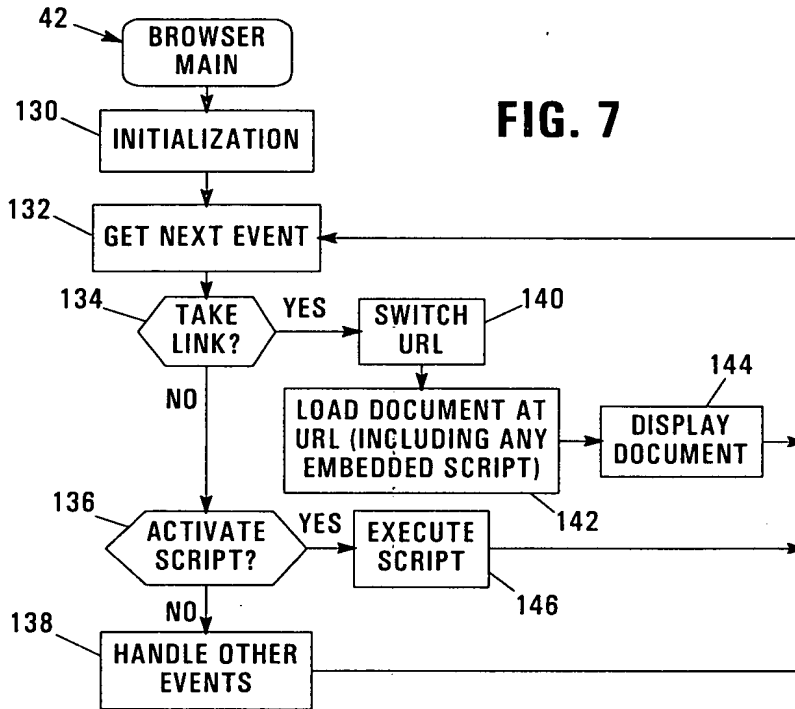 42
BROWSER
MAIN
130
INITIALIZATION
FIG. 7
132
GET NEXT EVENT
134
TAKE
LINK?
YES
SWITCH
URL
140
NO
LOAD DOCUMENT AT
URL (INCLUDING ANY
EMBEDDED SCRIPT)
142
144
DISPLAY
DOCUMENT
136
ACTIVATE
SCRIPT?
YES
EXECUTE
SCRIPT
146
NO
138
HANDLE OTHER
EVENTS